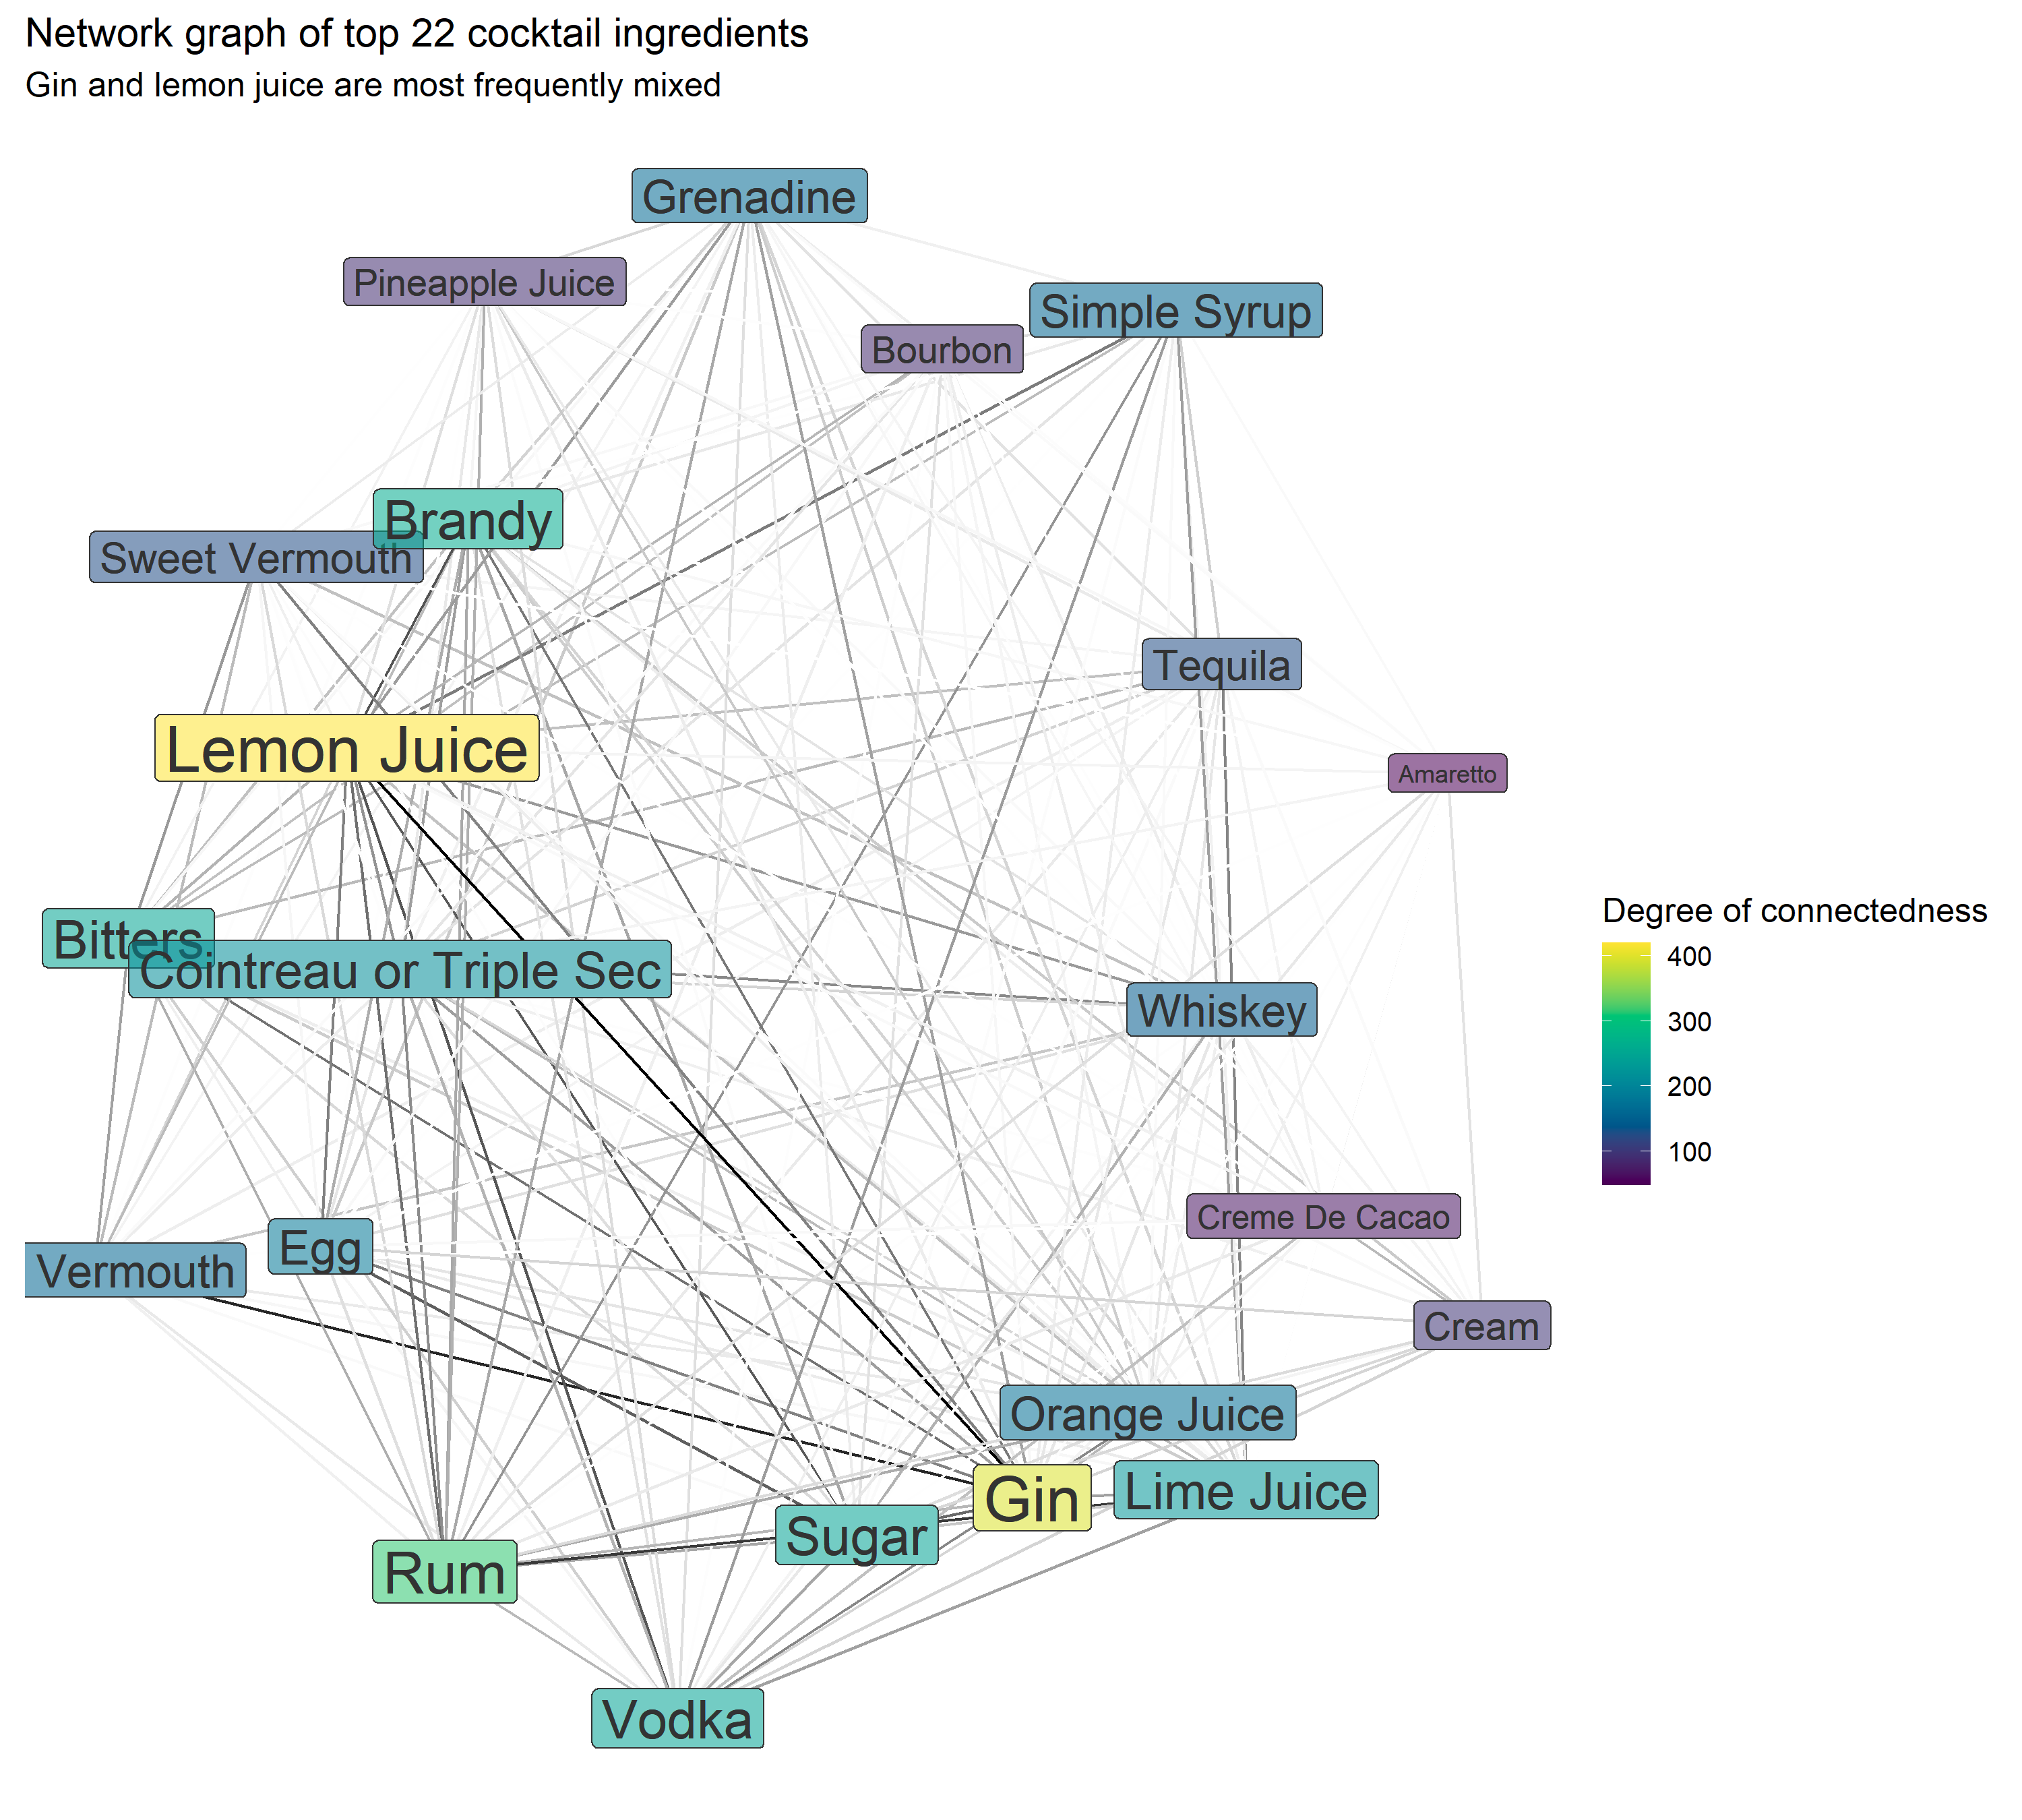 Network graph of top 22 cocktail ingredients
Gin and lemon juice are most frequently mixed
Grenadine
Pineapple Juice
Simple Syrup
Bourbon
Brandy
Sweet Vermouth
Tequila
Lemon Juice
Amaretto
Bitters
Cointreau or Triple Sec
Whiskey
Creme De Cacao
Egg
Vermouth
Cream
Orange Juice
Gin
Lime Juice
Sugar
Rum
Vodka
Degree of connectedness
400
300
200
100